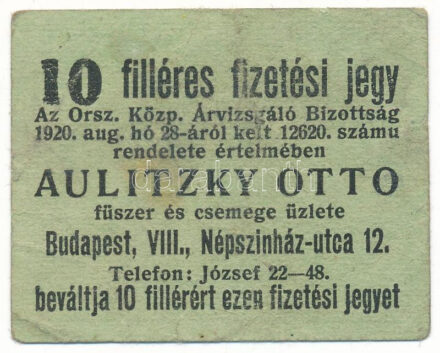 10 filléres fizetési jegy
Az Orsz. Közp. Árvizsgáló Bizottság
1920. aug. hó 28-áról kelt 12620. számu
rendelete értelmében
AULITZKY OTTO
füszer és csemege üzlete
Budapest, VIII., Népszinház-utca 12.
Telefon: József 22—48.
beváltja 10 fillérért ezen fizetési jegyet